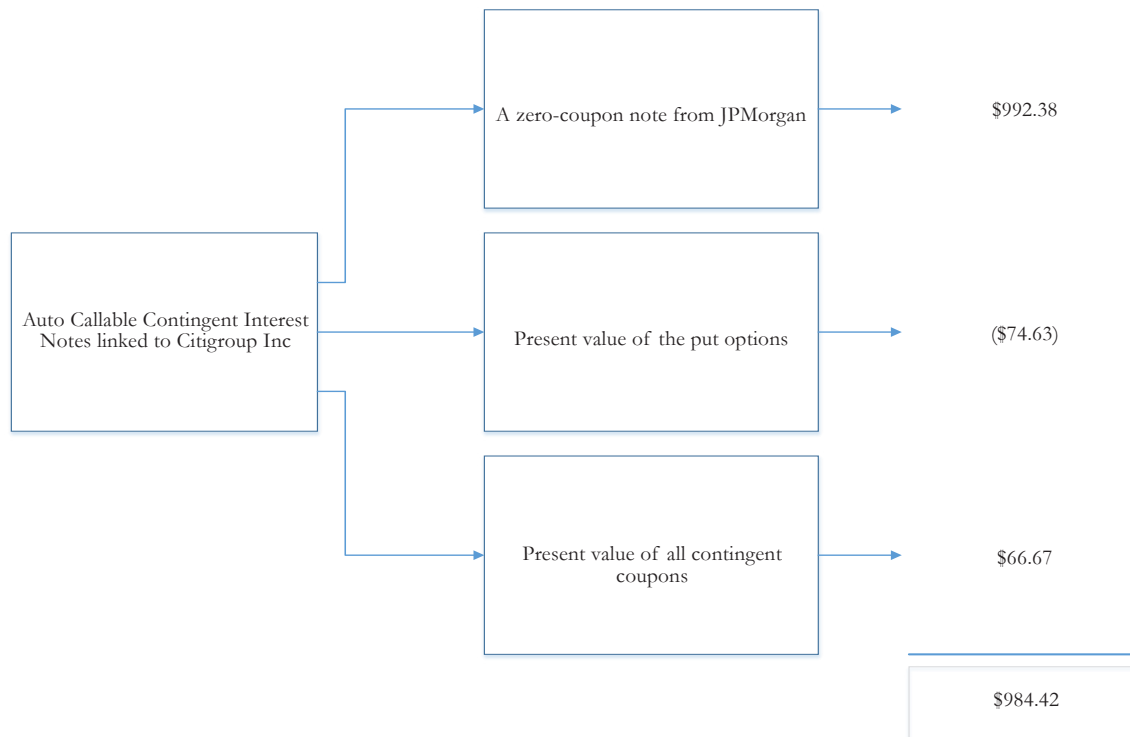 A zero-coupon note from JPMorgan
$992.38
Auto Callable Contingent Interest
Notes linked to Citigroup Inc
Present value of the put options
($74.63)
Present value of all contingent
coupons
$66.67
$984.42